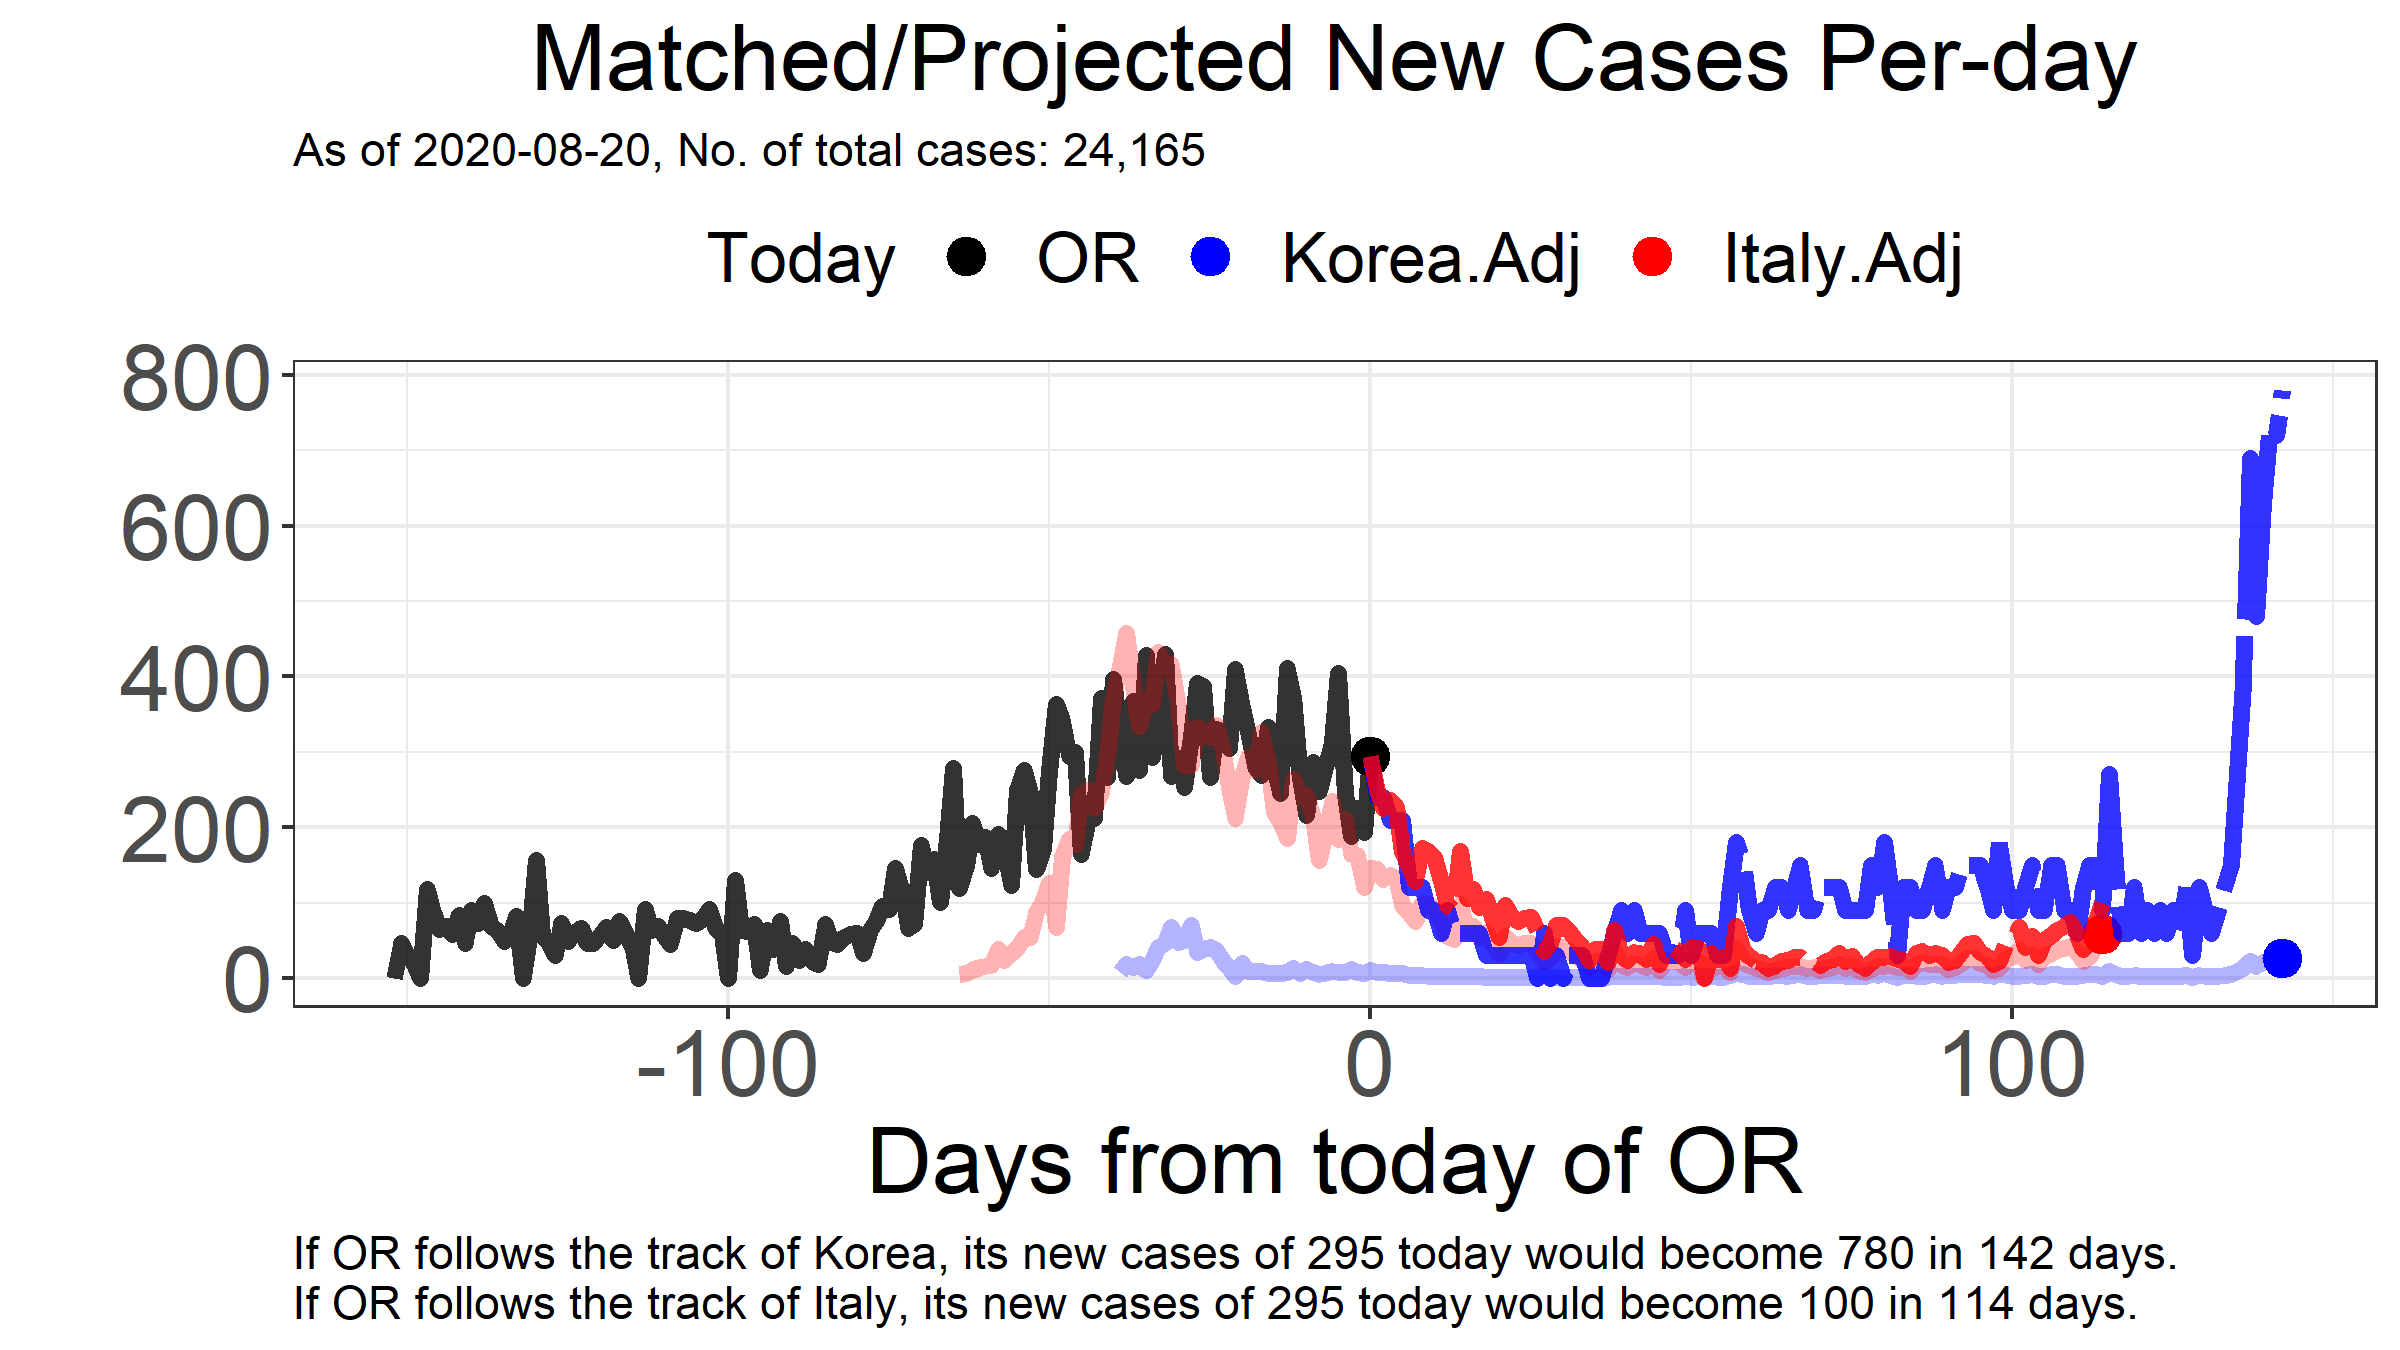 Matched/Projected New Cases Per-day
As of 2020-08-20, No. of total cases: 24,165
Today OR Korea.Adj Italy.Adj
800
600
400
200
0
-100 0 100
Days from today of OR
If OR follows the track of Korea, its new cases of 295 today would become 780 in 142 days.
If OR follows the track of Italy, its new cases of 295 today would become 100 in 114 days.